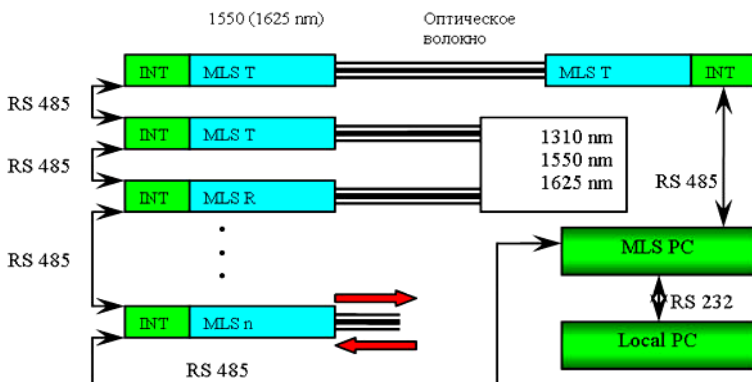 1550 (1625 nm)
Оптическое
волокно
INT
MLS T
MLS T
INT
RS 485
INT
MLS T
1310 nm
1550 nm
1625 nm
RS 485
RS 485
INT
MLS R
MLS PC
RS 485
RS 232
INT
MLS n
Local PC
RS 485